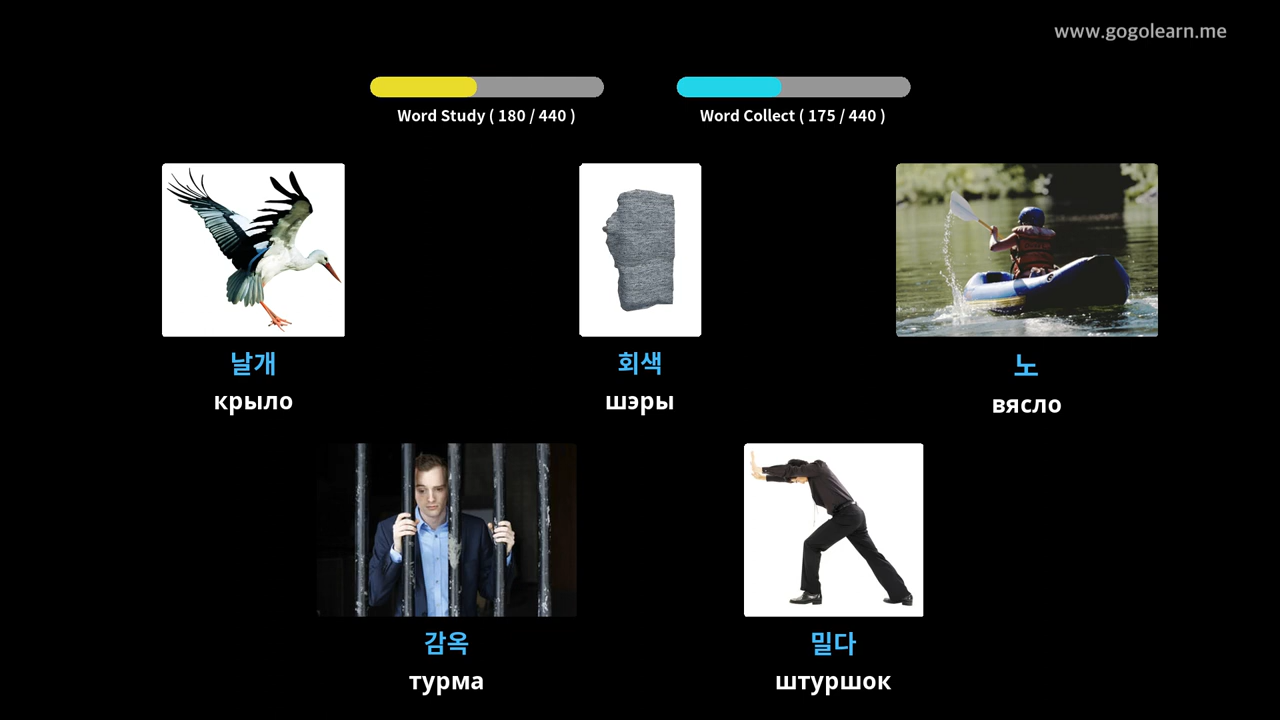 www.gogolearn.me
Word Study ( 180 / 440 )
Word Collect ( 175 / 440 )
날개
회색
노
крыло
шэры
вясло
감옥
밀다
турма
штуршок